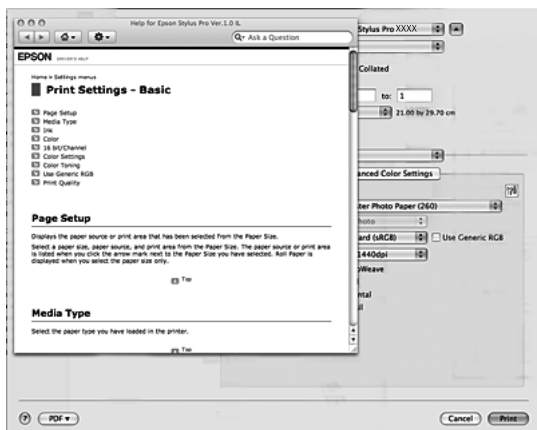 Help for Epson Stylus Pro Ver.1.0 IL
Ask a Question
EPSON DRIVER'S HELP
Home > Settings menus
Print Settings - Basic
Page Setup
Media Type
Ink
Color
16 bit/Channel
Color Settings
Color Toning
Use Generic RGB
Print Quality
Page Setup
Displays the paper source or print area that has been selected from the Paper Size.
Select a paper size, paper source, and print area from the Paper Size. The paper source or print area
is listed when you click the arrow mark next to the Paper Size you have selected. Roll Paper is
displayed when you select the paper size only.
Top
Media Type
Select the paper type you have loaded in the printer.
Top
Stylus Pro XXXX
Collated
to: 1
21.00 by 29.70 cm
anced Color Settings
ter Photo Paper (260)
hoto
ard (sRGB) Use Generic RGB
1440dpi
oWeave
ntal
? PDF
Cancel Print